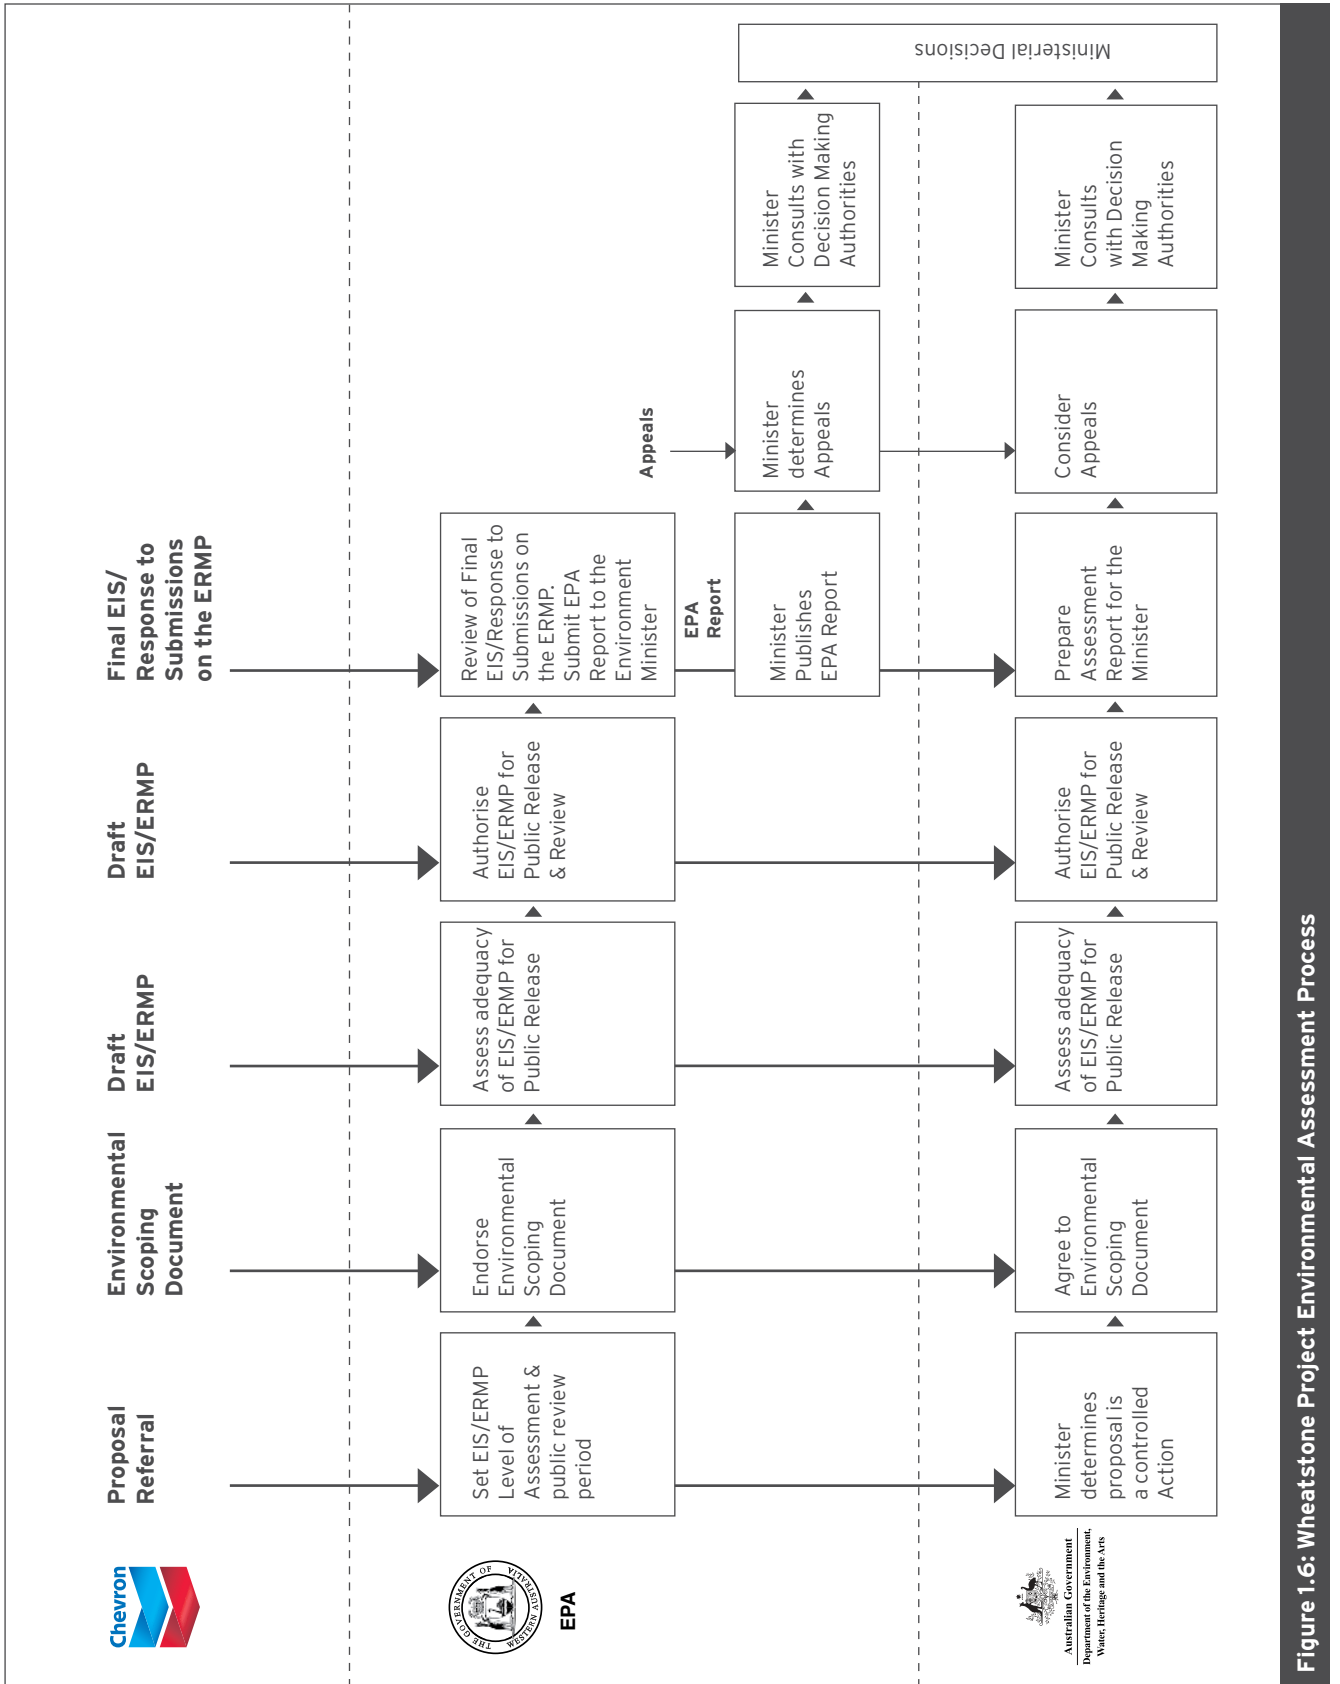 Chevron
Proposal
Referral
Environmental
Scoping
Document
Draft
EIS/ERMP
Draft
EIS/ERMP
Final EIS/
Response to
Submissions
on the ERMP
THE GOVERNMENT OF
WESTERN AUSTRALIA
EPA
Set EIS/ERMP
Level of
Assessment &
public review
period
Endorse
Environmental
Scoping
Document
Assess adequacy
of EIS/ERMP for
Public Release
Authorise
EIS/ERMP for
Public Release
& Review
Review of Final
EIS/Response to
Submissions on
the ERMP.
Submit EPA
Report to the
Environment
Minister
Appeals
EPA
Report
Minister
Publishes
EPA Report
Minister
determines
Appeals
Minister
Consults with
Decision Making
Authorities
Ministerial Decisions
Australian Government
Department of the Environment,
Water, Heritage and the Arts
Minister
determines
proposal is
a controlled
Action
Agree to
Environmental
Scoping
Document
Assess adequacy
of EIS/ERMP for
Public Release
Authorise
EIS/ERMP for
Public Release
& Review
Prepare
Assessment
Report for the
Minister
Consider
Appeals
Minister
Consults
with Decision
Making
Authorities
Figure 1.6: Wheatstone Project Environmental Assessment Process